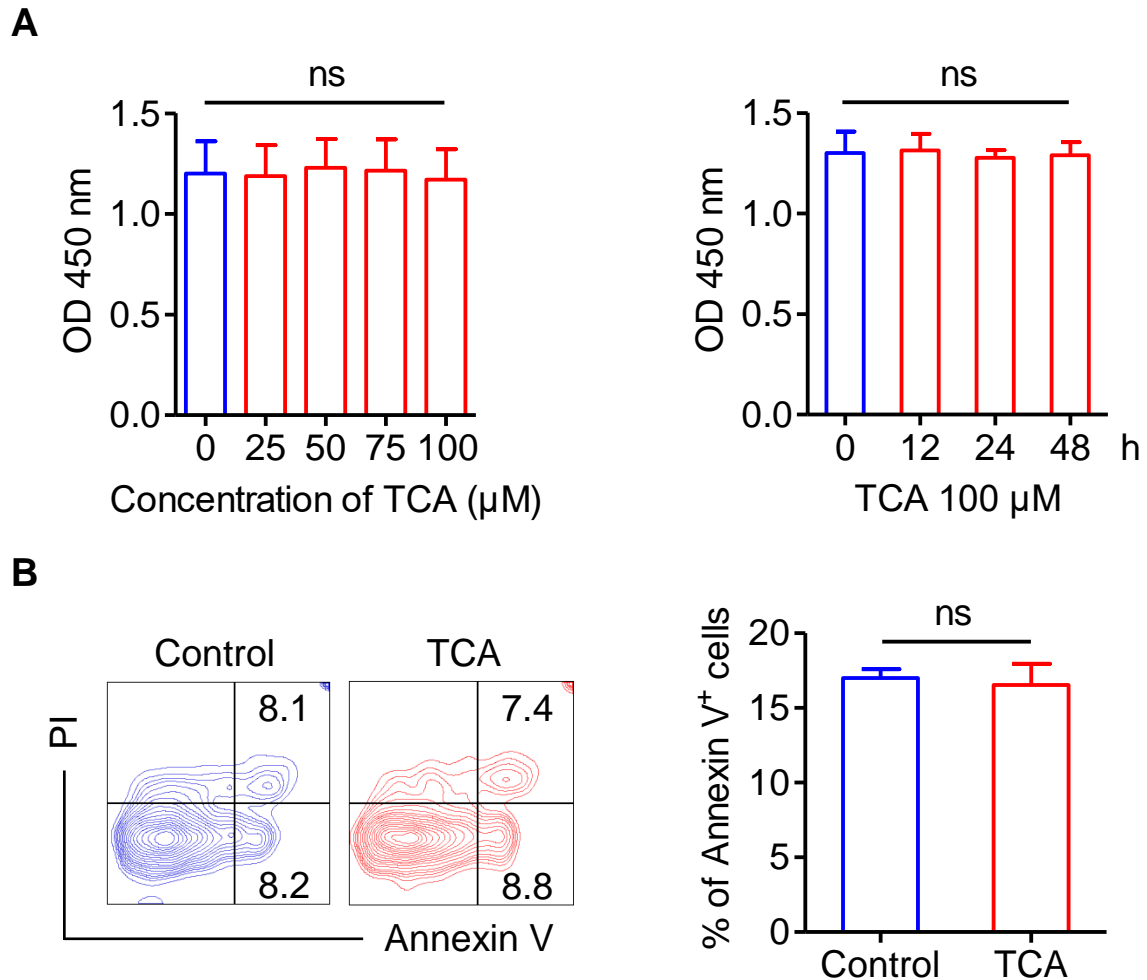 A
ns
1.5
1.0
0.5
0.0
OD 450 nm
0 25 50 75 100
Concentration of TCA (µM)
ns
1.5
1.0
0.5
0.0
OD 450 nm
0 12 24 48 h
TCA 100 µM
B
Control
8.1
8.2
TCA
7.4
8.8
PI
Annexin V
ns
20
15
10
5
0
% of Annexin V⁺ cells
Control TCA